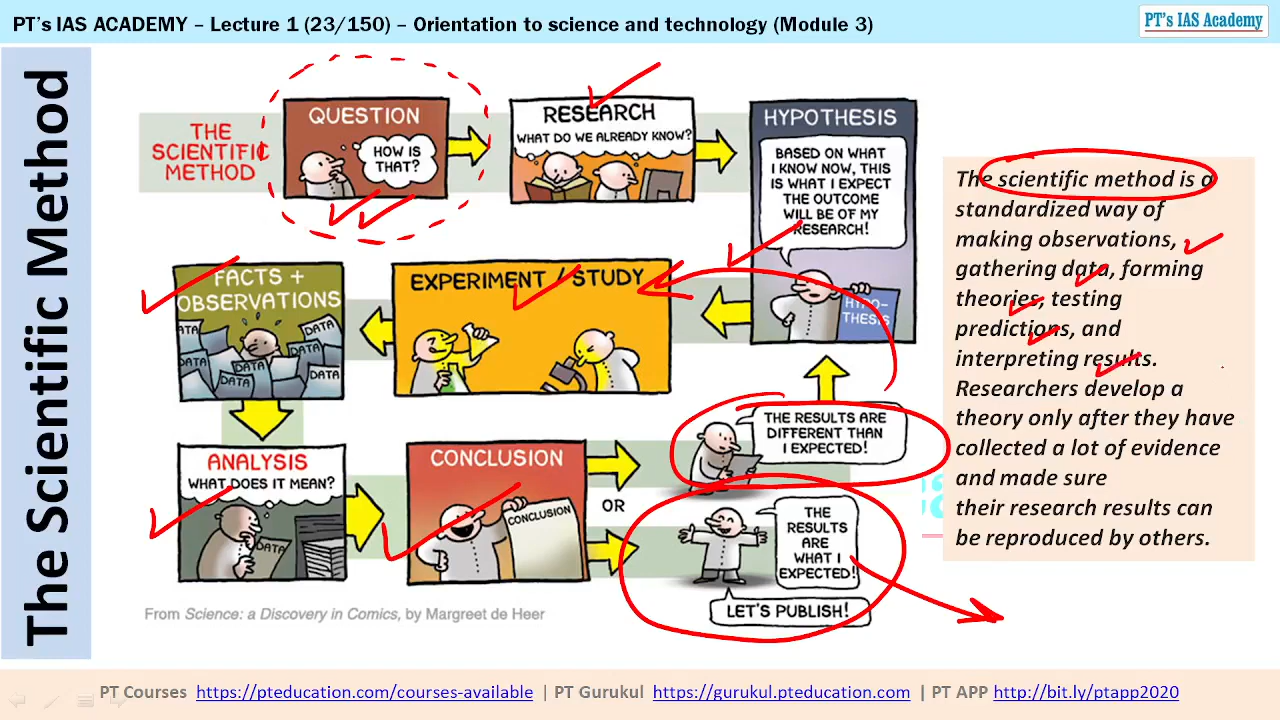 PT's IAS ACADEMY – Lecture 1 (23/150) – Orientation to science and technology (Module 3)
PT's IAS Academy
The Scientific Method
THE
SCIENTIFIC
METHOD
QUESTION
HOW IS
THAT?
RESEARCH
WHAT DO WE ALREADY KNOW?
HYPOTHESIS
BASED ON WHAT
I KNOW NOW, THIS
IS WHAT I EXPECT
THE OUTCOME
WILL BE OF MY
RESEARCH!
HYPO-
THESIS
EXPERIMENT / STUDY
FACTS +
OBSERVATIONS
DATA
DATA
DATA
DATA
DATA
DATA
DATA
ANALYSIS
WHAT DOES IT MEAN?
DATA
CONCLUSION
CONCLUSION
OR
THE RESULTS ARE
DIFFERENT THAN
I EXPECTED!
THE
RESULTS
ARE
WHAT I
EXPECTED!
LET'S PUBLISH!
From Science: a Discovery in Comics, by Margreet de Heer
The scientific method is a
standardized way of
making observations,
gathering data, forming
theories, testing
predictions, and
interpreting results.
Researchers develop a
theory only after they have
collected a lot of evidence
and made sure
their research results can
be reproduced by others.
PT Courses https://pteducation.com/courses-available | PT Gurukul https://gurukul.pteducation.com | PT APP http://bit.ly/ptapp2020